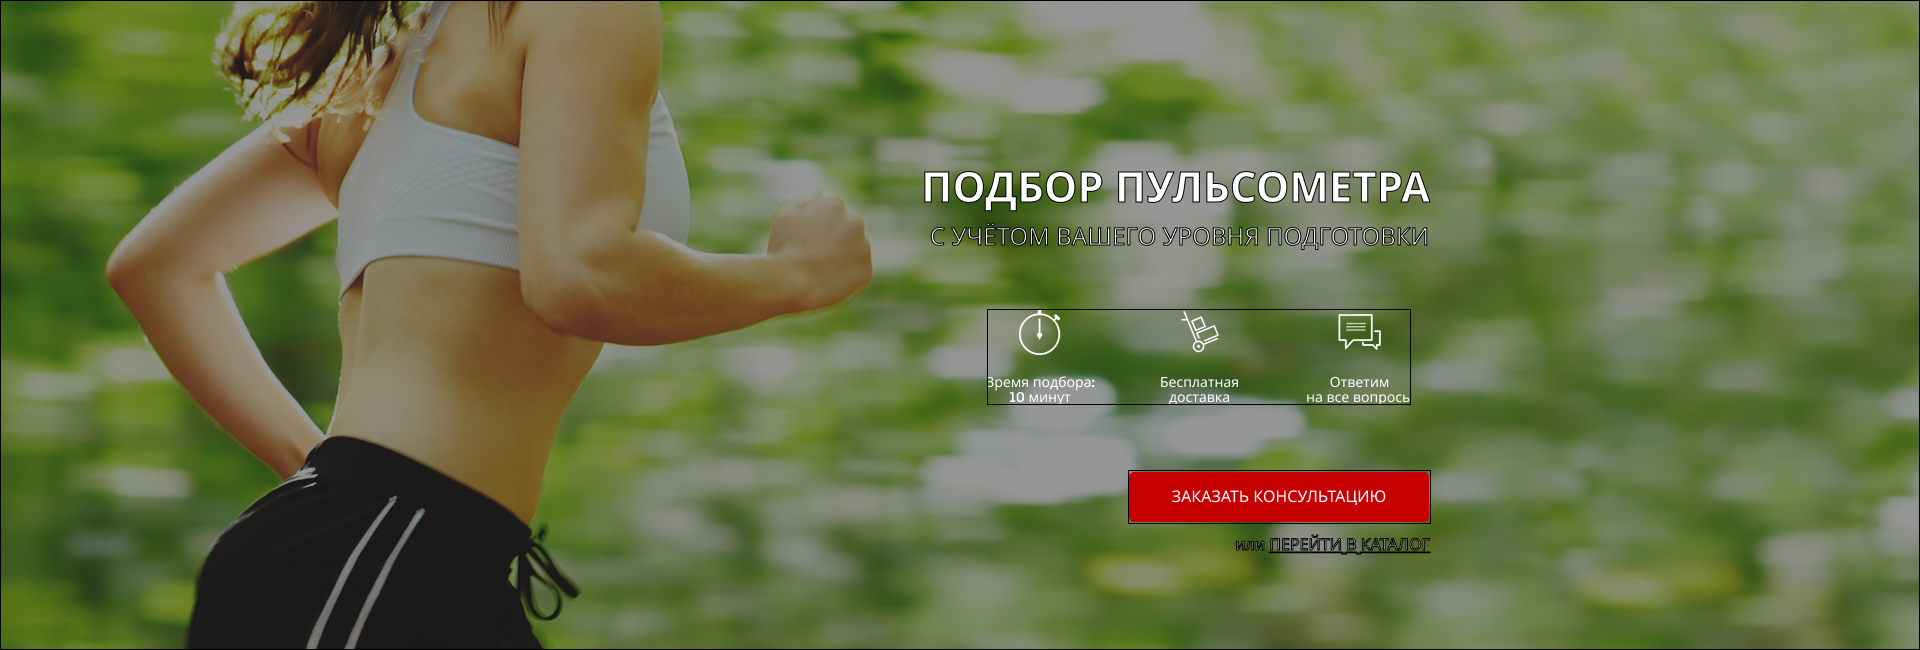 ПОДБОР ПУЛЬСОМЕТРА
С УЧЁТОМ ВАШЕГО УРОВНЯ ПОДГОТОВКИ
Время подбора:
10 минут
Бесплатная
доставка
Ответим
на все вопросы
ЗАКАЗАТЬ КОНСУЛЬТАЦИЮ
или ПЕРЕЙТИ В КАТАЛОГ